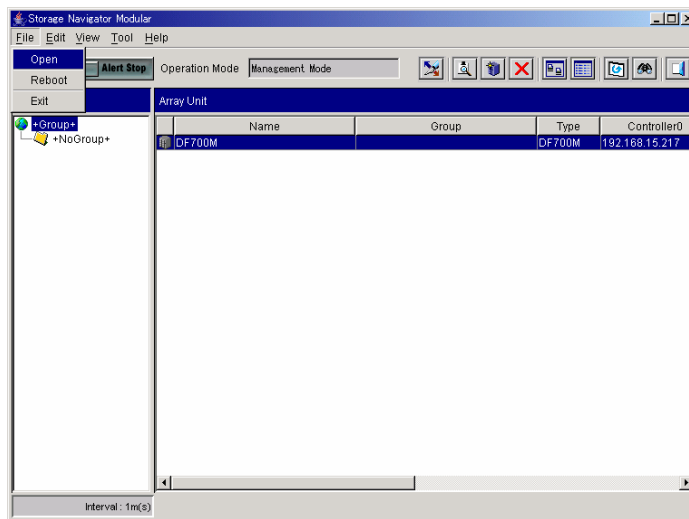 Storage Navigator Modular
File Edit View Tool Help
Open
Reboot
Exit
Alert Stop
Operation Mode Management Mode
Array Unit
+Group+
+NoGroup+
Name Group Type Controller0
DF700M DF700M 192.168.15.217
Interval : 1m(s)